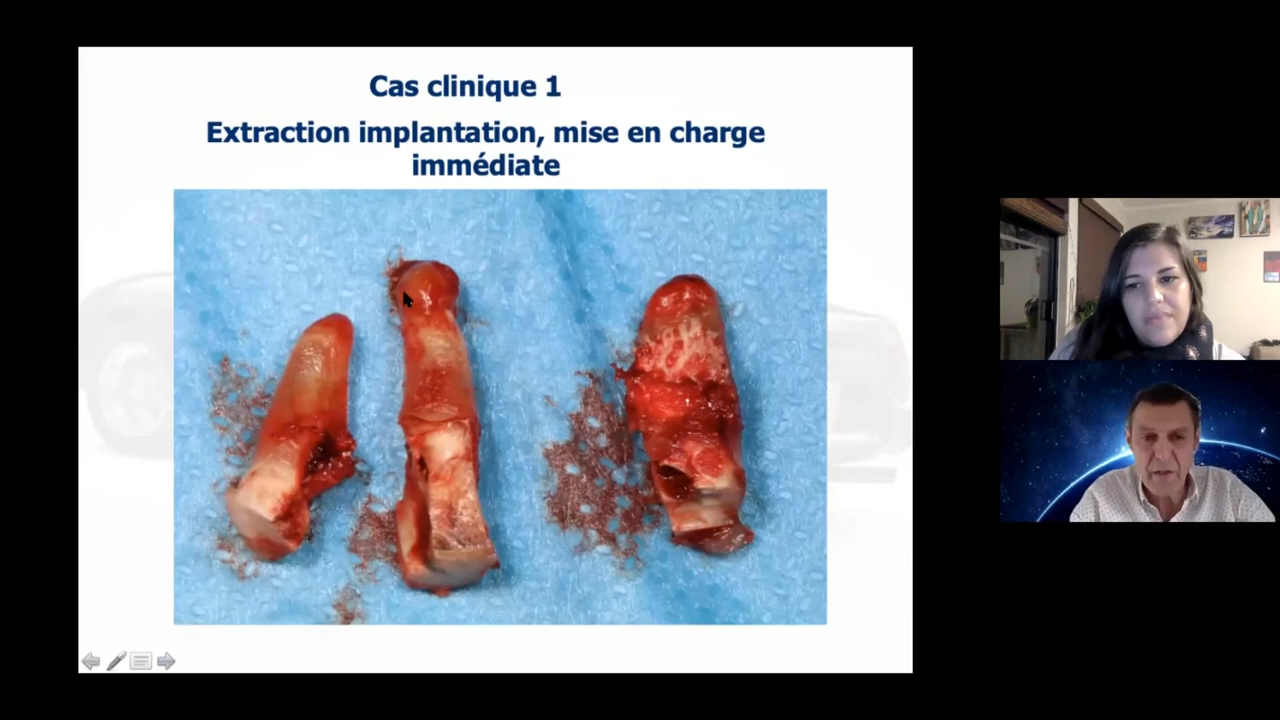 Cas clinique 1
Extraction implantation, mise en charge
immédiate